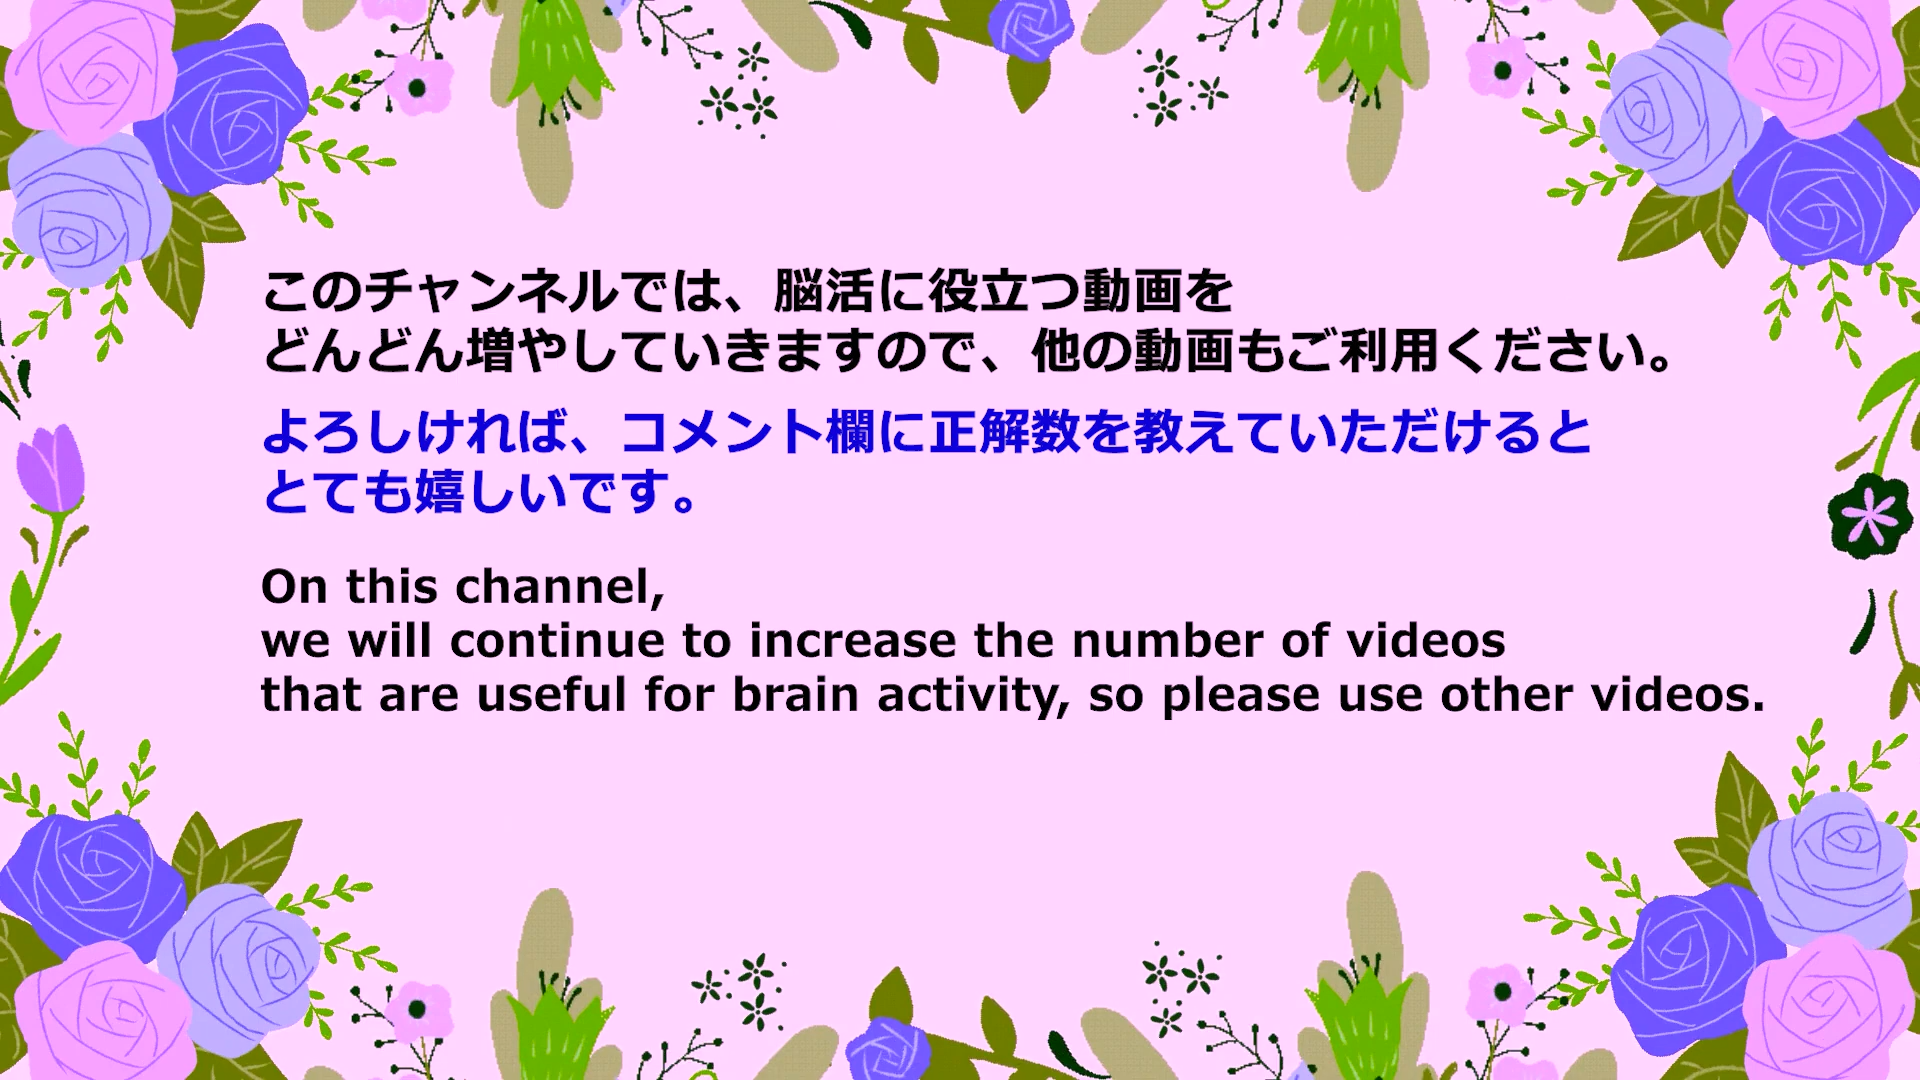 このチャンネルでは、脳活に役立つ動画を
どんどん増やしていきますので、他の動画もご利用ください。
よろしければ、コメント欄に正解数を教えていただけると
とても嬉しいです。
On this channel,
we will continue to increase the number of videos
that are useful for brain activity, so please use other videos.